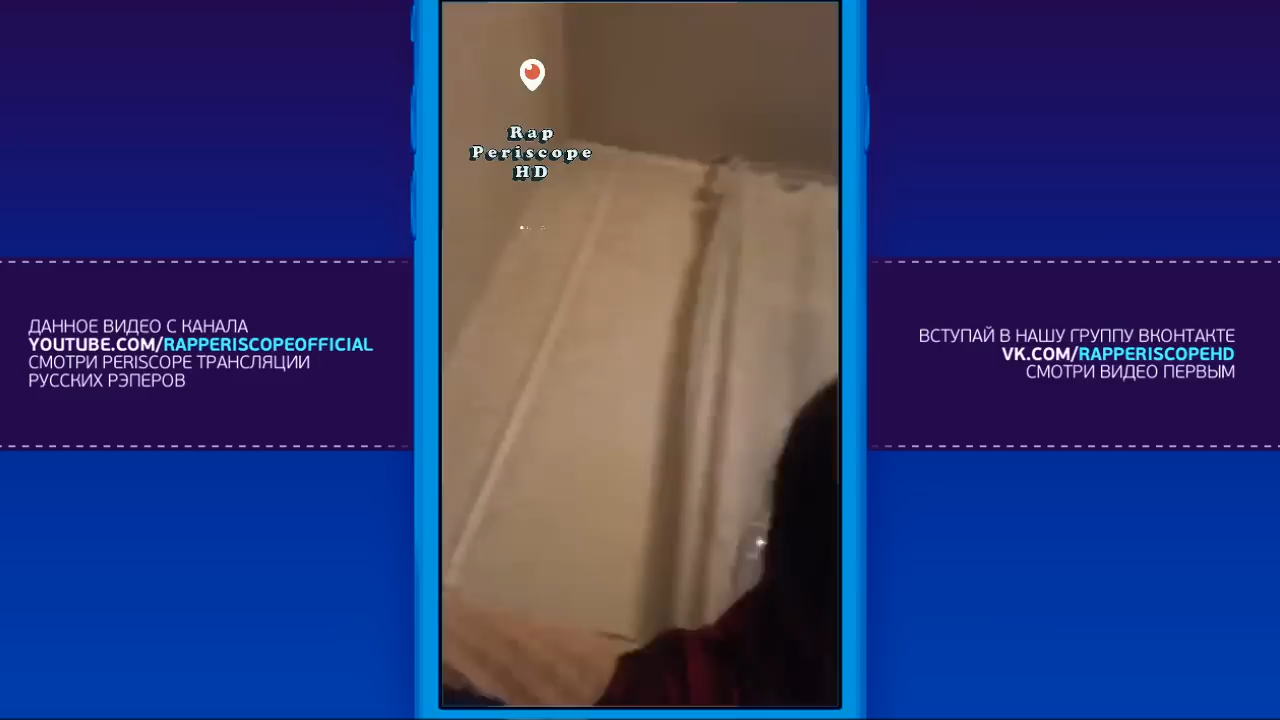 Rap
Periscope
HD
ДАННОЕ ВИДЕО С КАНАЛА
YOUTUBE.COM/RAPPERISCOPEOFFICIAL
СМОТРИ PERISCOPE ТРАНСЛЯЦИИ
РУССКИХ РЭПЕРОВ
ВСТУПАЙ В НАШУ ГРУППУ ВКОНТАКТЕ
VK.COM/RAPPERISCOPEHD
СМОТРИ ВИДЕО ПЕРВЫМ